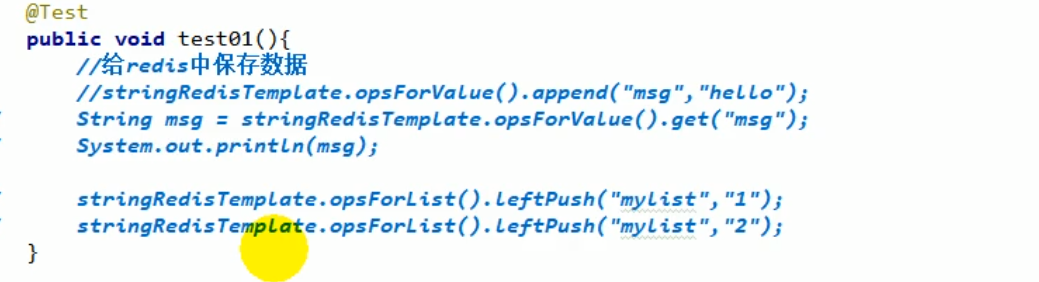 @Test
public void test01(){
//给redis中保存数据
//stringRedisTemplate.opsForValue().append("msg","hello");
String msg = stringRedisTemplate.opsForValue().get("msg");
System.out.println(msg);
stringRedisTemplate.opsForList().leftPush("mylist","1");
stringRedisTemplate.opsForList().leftPush("mylist","2");
}